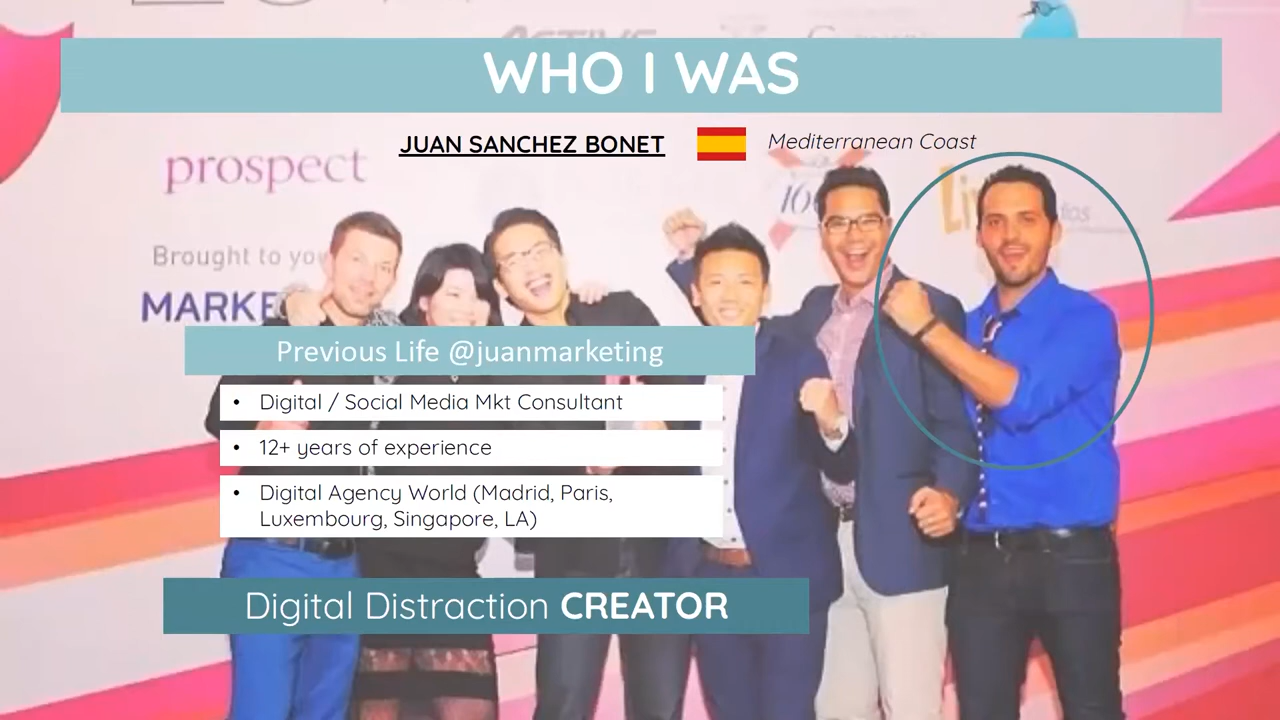 WHO I WAS
JUAN SANCHEZ BONET
Mediterranean Coast
prospect
Brought to you
MARKE
Previous Life @juanmarketing
• Digital / Social Media Mkt Consultant
• 12+ years of experience
• Digital Agency World (Madrid, Paris,
Luxembourg, Singapore, LA)
Digital Distraction CREATOR